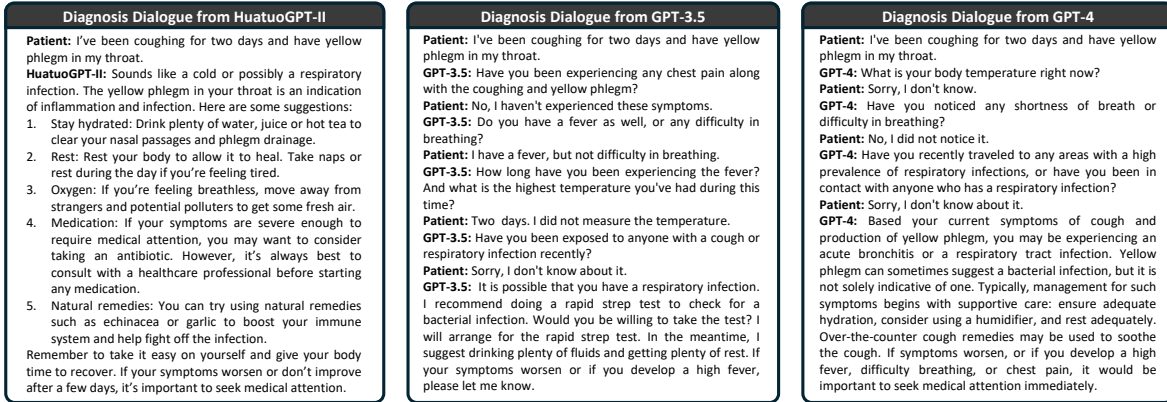 Diagnosis Dialogue from HuatuoGPT-II
Patient: I've been coughing for two days and have yellow
phlegm in my throat.
HuatuoGPT-II: Sounds like a cold or possibly a respiratory
infection. The yellow phlegm in your throat is an indication
of inflammation and infection. Here are some suggestions:
1. Stay hydrated: Drink plenty of water, juice or hot tea to
clear your nasal passages and phlegm drainage.
2. Rest: Rest your body to allow it to heal. Take naps or
rest during the day if you're feeling tired.
3. Oxygen: If you're feeling breathless, move away from
strangers and potential polluters to get some fresh air.
4. Medication: If your symptoms are severe enough to
require medical attention, you may want to consider
taking an antibiotic. However, it's always best to
consult with a healthcare professional before starting
any medication.
5. Natural remedies: You can try using natural remedies
such as echinacea or garlic to boost your immune
system and help fight off the infection.
Remember to take it easy on yourself and give your body
time to recover. If your symptoms worsen or don't improve
after a few days, it's important to seek medical attention.
Diagnosis Dialogue from GPT-3.5
Patient: I've been coughing for two days and have yellow
phlegm in my throat.
GPT-3.5: Have you been experiencing any chest pain along
with the coughing and yellow phlegm?
Patient: No, I haven't experienced these symptoms.
GPT-3.5: Do you have a fever as well, or any difficulty in
breathing?
Patient: I have a fever, but not difficulty in breathing.
GPT-3.5: How long have you been experiencing the fever?
And what is the highest temperature you've had during this
time?
Patient: Two days. I did not measure the temperature.
GPT-3.5: Have you been exposed to anyone with a cough or
respiratory infection recently?
Patient: Sorry, I don't know about it.
GPT-3.5: It is possible that you have a respiratory infection.
I recommend doing a rapid strep test to check for a
bacterial infection. Would you be willing to take the test? I
will arrange for the rapid strep test. In the meantime, I
suggest drinking plenty of fluids and getting plenty of rest. If
your symptoms worsen or if you develop a high fever,
please let me know.
Diagnosis Dialogue from GPT-4
Patient: I've been coughing for two days and have yellow
phlegm in my throat.
GPT-4: What is your body temperature right now?
Patient: Sorry, I don't know.
GPT-4: Have you noticed any shortness of breath or
difficulty in breathing?
Patient: No, I did not notice it.
GPT-4: Have you recently traveled to any areas with a high
prevalence of respiratory infections, or have you been in
contact with anyone who has a respiratory infection?
Patient: Sorry, I don't know about it.
GPT-4: Based your current symptoms of cough and
production of yellow phlegm, you may be experiencing an
acute bronchitis or a respiratory tract infection. Yellow
phlegm can sometimes suggest a bacterial infection, but it is
not solely indicative of one. Typically, management for such
symptoms begins with supportive care: ensure adequate
hydration, consider using a humidifier, and rest adequately.
Over-the-counter cough remedies may be used to soothe
the cough. If symptoms worsen, or if you develop a high
fever, difficulty breathing, or chest pain, it would be
important to seek medical attention immediately.